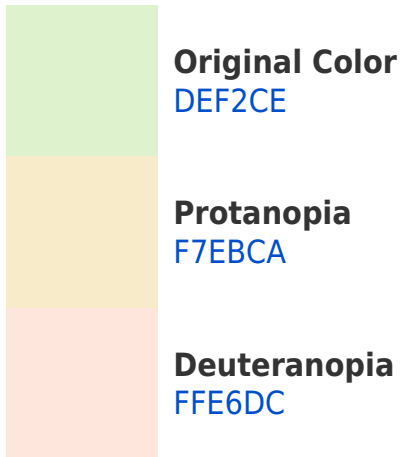 Original Color
DEF2CE
Protanopia
F7EBCA
Deuteranopia
FFE6DC